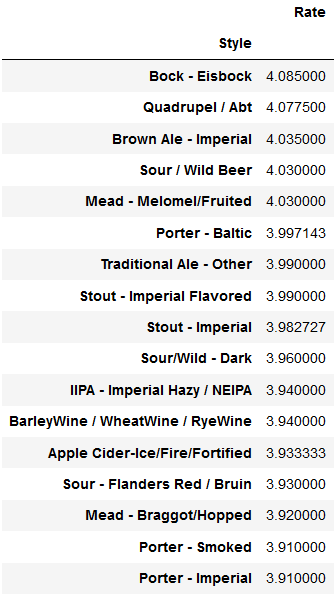 Rate
Style
Bock - Eisbock 4.085000
Quadrupel / Abt 4.077500
Brown Ale - Imperial 4.035000
Sour / Wild Beer 4.030000
Mead - Melomel/Fruited 4.030000
Porter - Baltic 3.997143
Traditional Ale - Other 3.990000
Stout - Imperial Flavored 3.990000
Stout - Imperial 3.982727
Sour/Wild - Dark 3.960000
IIPA - Imperial Hazy / NEIPA 3.940000
BarleyWine / WheatWine / RyeWine 3.940000
Apple Cider-Ice/Fire/Fortified 3.933333
Sour - Flanders Red / Bruin 3.930000
Mead - Braggot/Hopped 3.920000
Porter - Smoked 3.910000
Porter - Imperial 3.910000